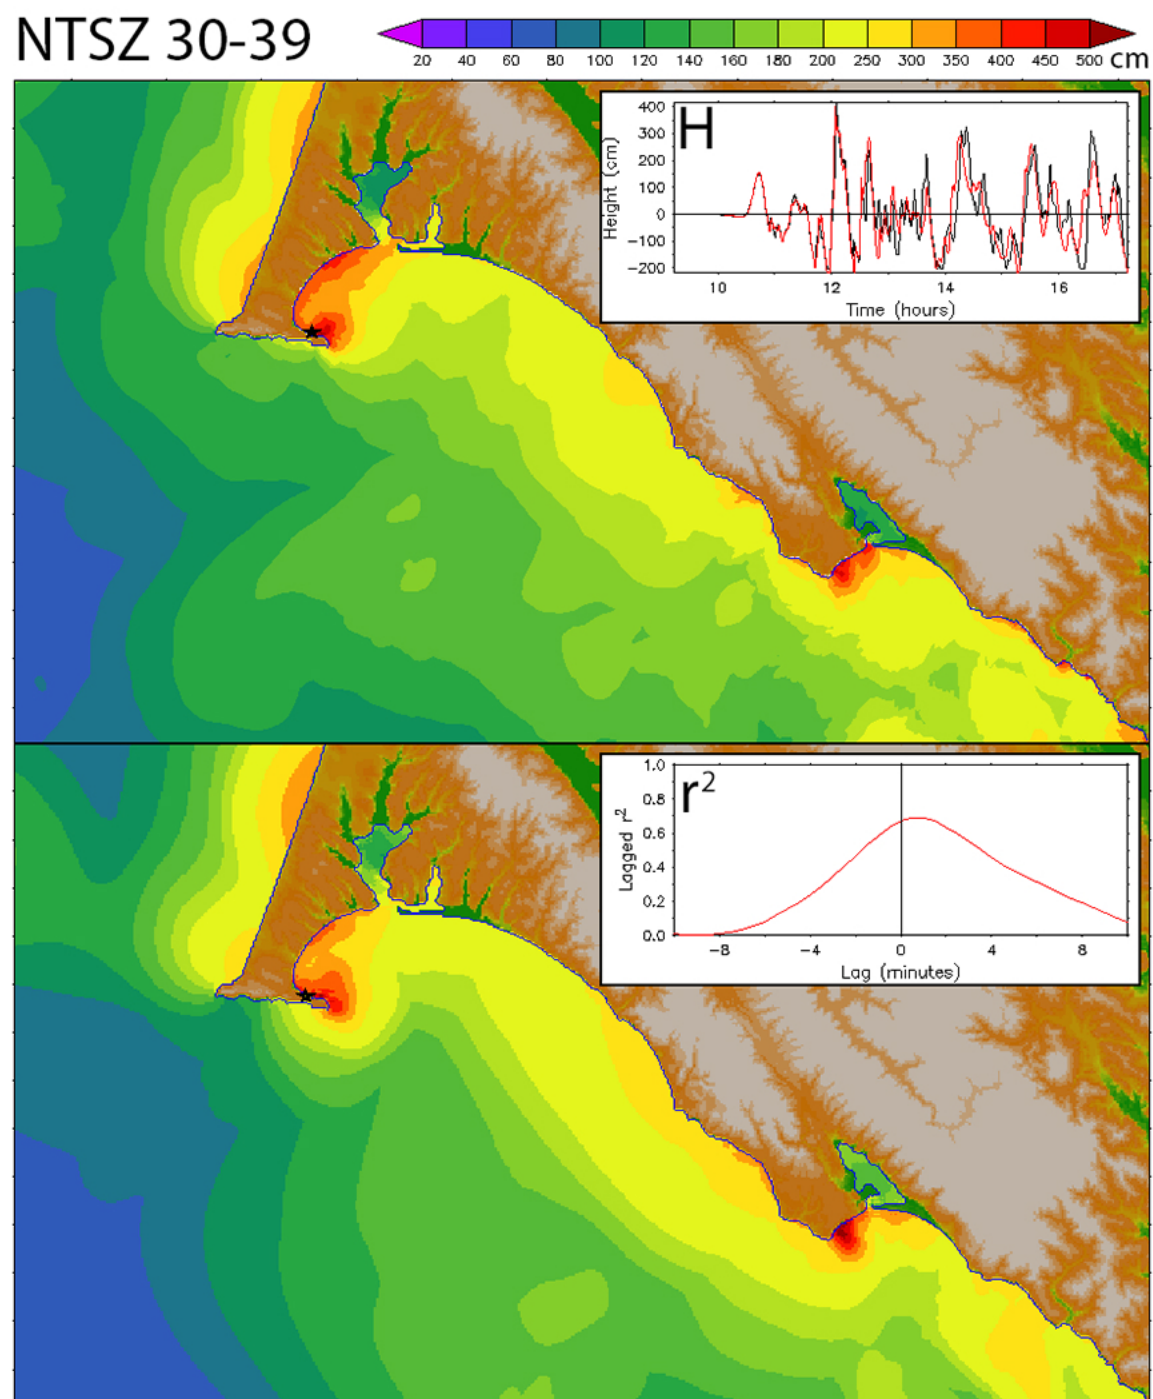 NTSZ 30-39
20 40 60 80 100 120 140 160 180 200 250 300 350 400 450 500 cm
H
400
300
200
100
0
−100
−200
Height (cm)
10 12 14 16
Time (hours)
r²
1.0
0.8
0.6
0.4
0.2
0.0
Lagged r²
−8 −4 0 4 8
Lag (minutes)